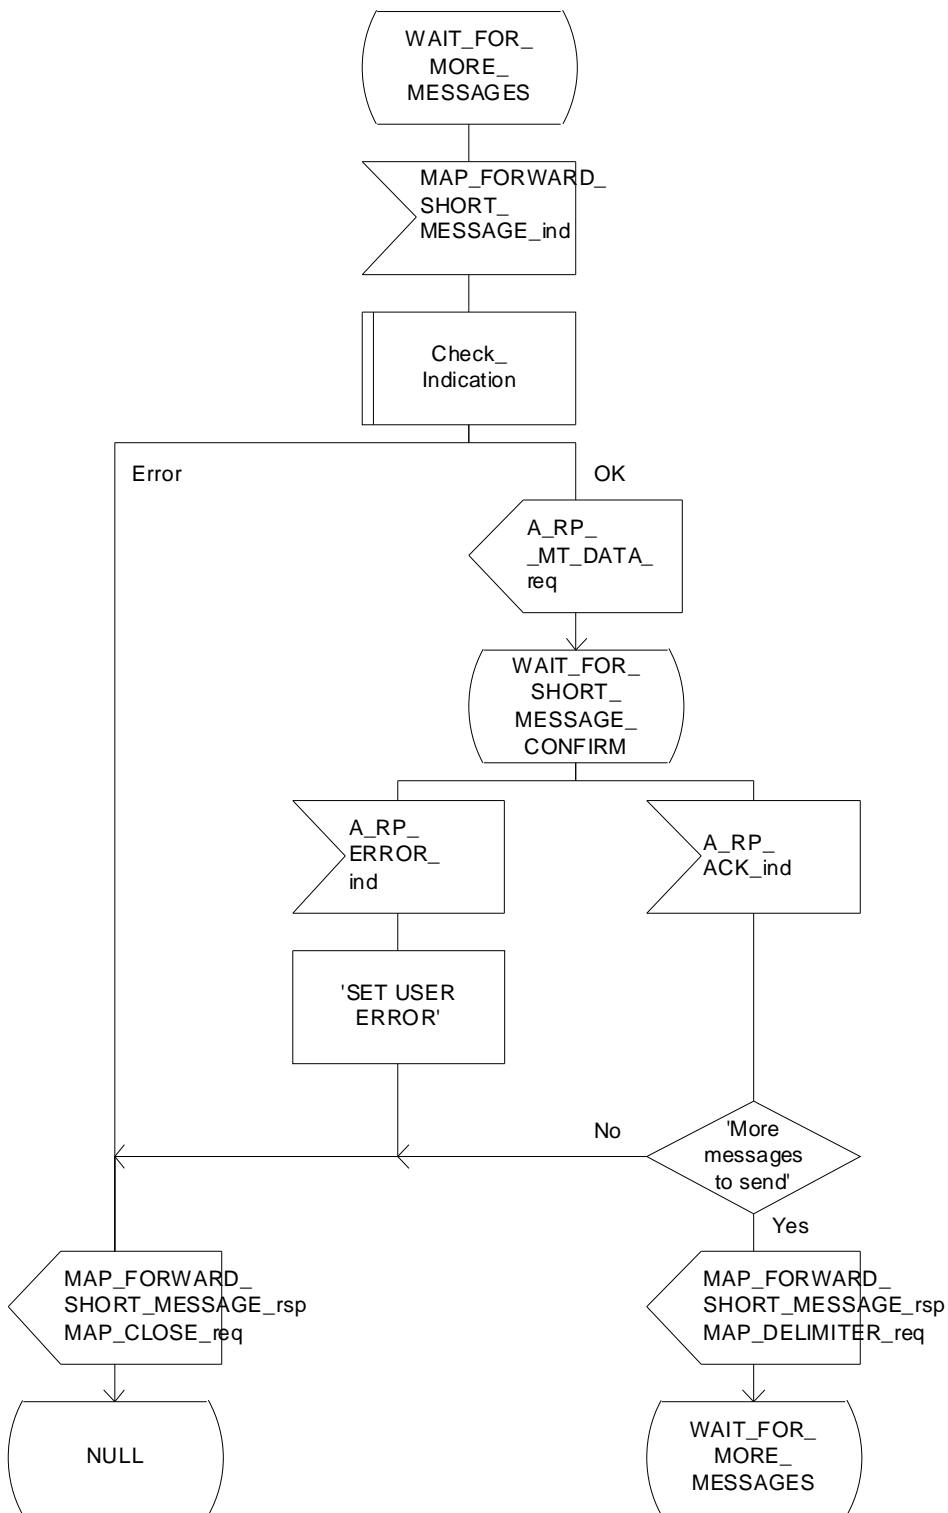 WAIT_FOR_
MORE_
MESSAGES
MAP_FORWARD_
SHORT_
MESSAGE_ind
Check_
Indication
Error
OK
A_RP_
_MT_DATA_
req
WAIT_FOR_
SHORT_
MESSAGE_
CONFIRM
A_RP_
ERROR_
ind
A_RP_
ACK_ind
'SET USER
ERROR'
No
'More
messages
to send'
Yes
MAP_FORWARD_
SHORT_MESSAGE_rsp
MAP_CLOSE_req
MAP_FORWARD_
SHORT_MESSAGE_rsp
MAP_DELIMITER_req
NULL
WAIT_FOR_
MORE_
MESSAGES